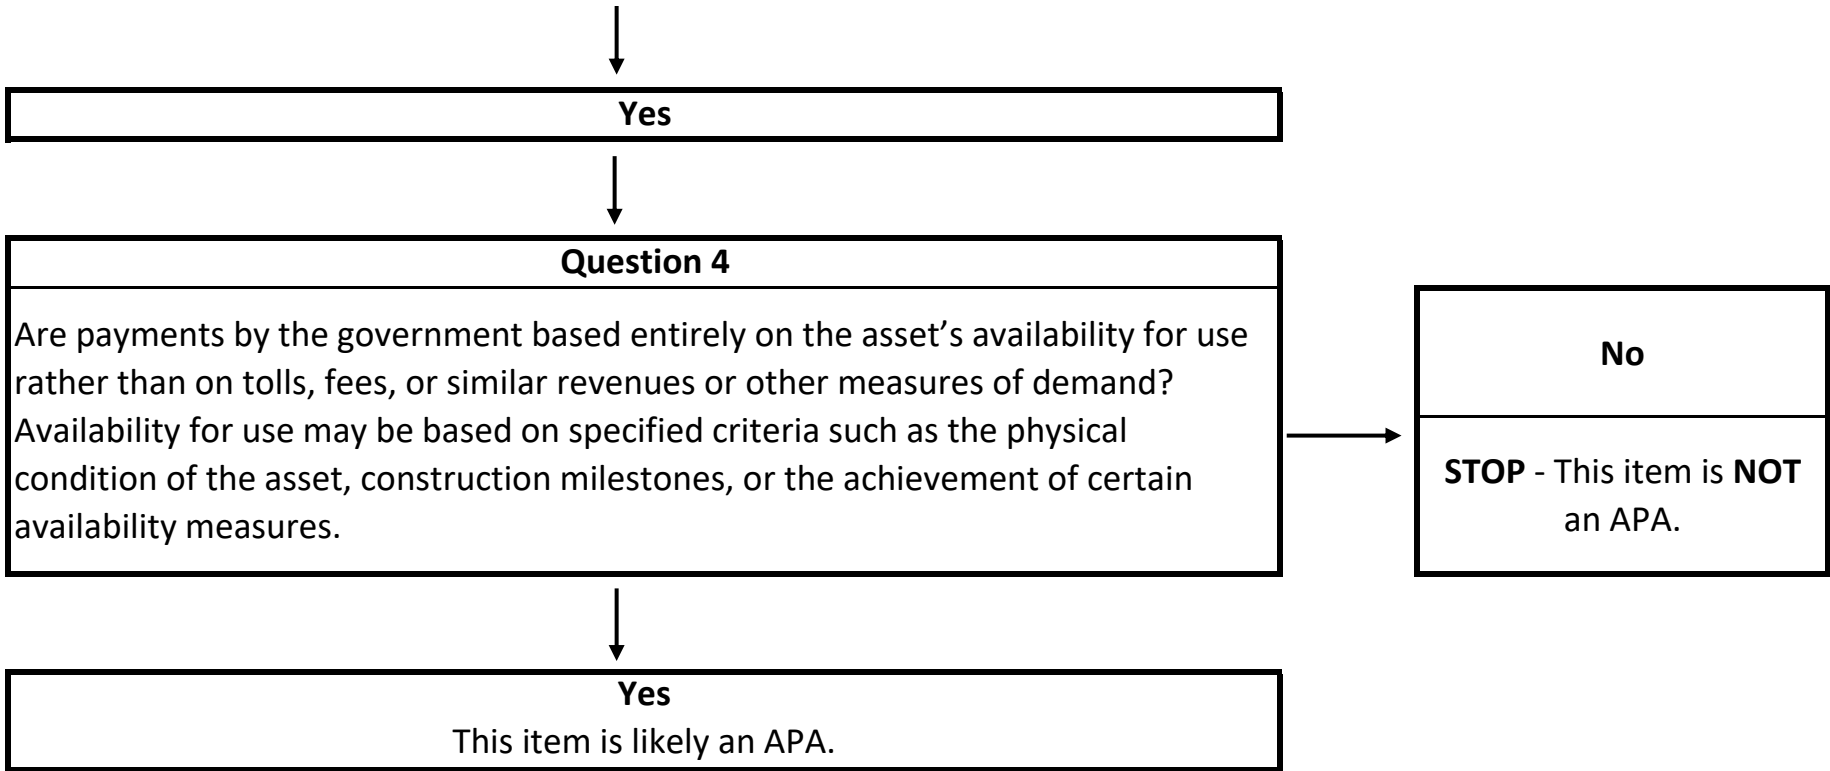 Yes
Question 4
Are payments by the government based entirely on the asset’s availability for use
rather than on tolls, fees, or similar revenues or other measures of demand?
Availability for use may be based on specified criteria such as the physical
condition of the asset, construction milestones, or the achievement of certain
availability measures.
No
STOP - This item is NOT
an APA.
Yes
This item is likely an APA.